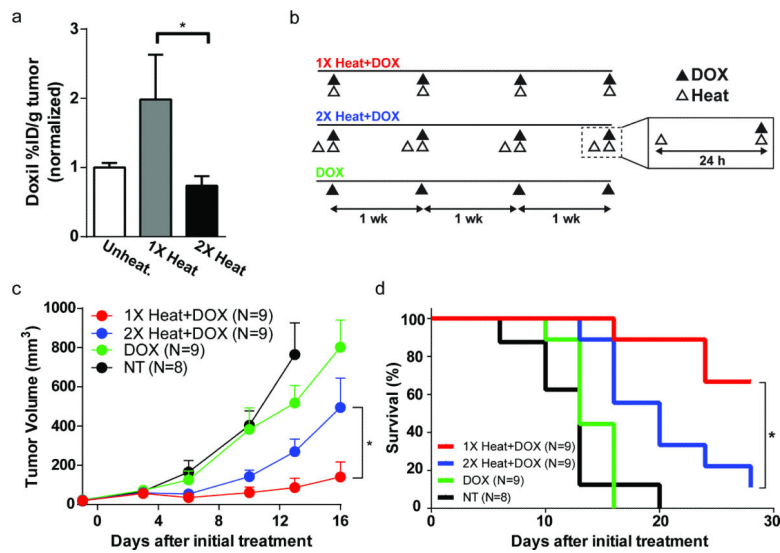 a
Doxil %ID/g tumor
(normalized)
3
2
1
0
*
Unheat.
1X Heat
2X Heat
b
1X Heat+DOX
2X Heat+DOX
DOX
1 wk
1 wk
1 wk
DOX
Heat
24 h
c
Tumor Volume (mm³)
1000
800
600
400
200
0
1X Heat+DOX (N=9)
2X Heat+DOX (N=9)
DOX (N=9)
NT (N=8)
*
0
3
6
10
13
16
Days after initial treatment
d
Survival (%)
100
80
60
40
20
0
1X Heat+DOX (N=9)
2X Heat+DOX (N=9)
DOX (N=9)
NT (N=8)
*
0
10
20
30
Days after initial treatment